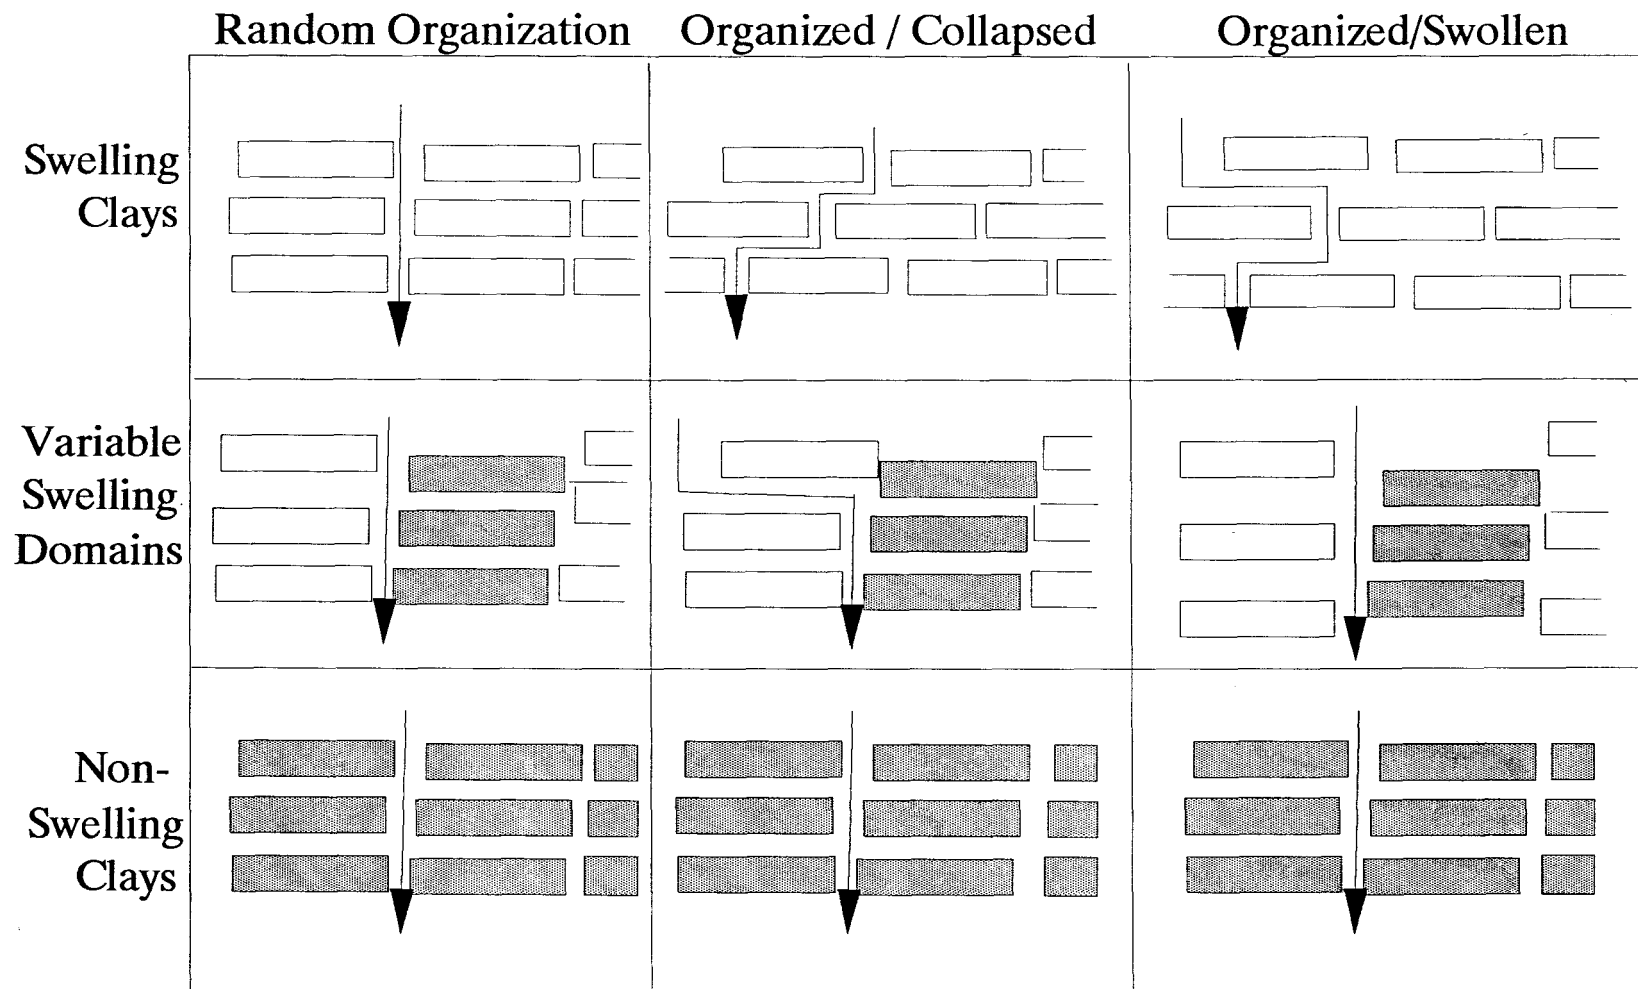 Random Organization
Organized / Collapsed
Organized/Swollen
Swelling
Clays
Variable
Swelling
Domains
Non-
Swelling
Clays